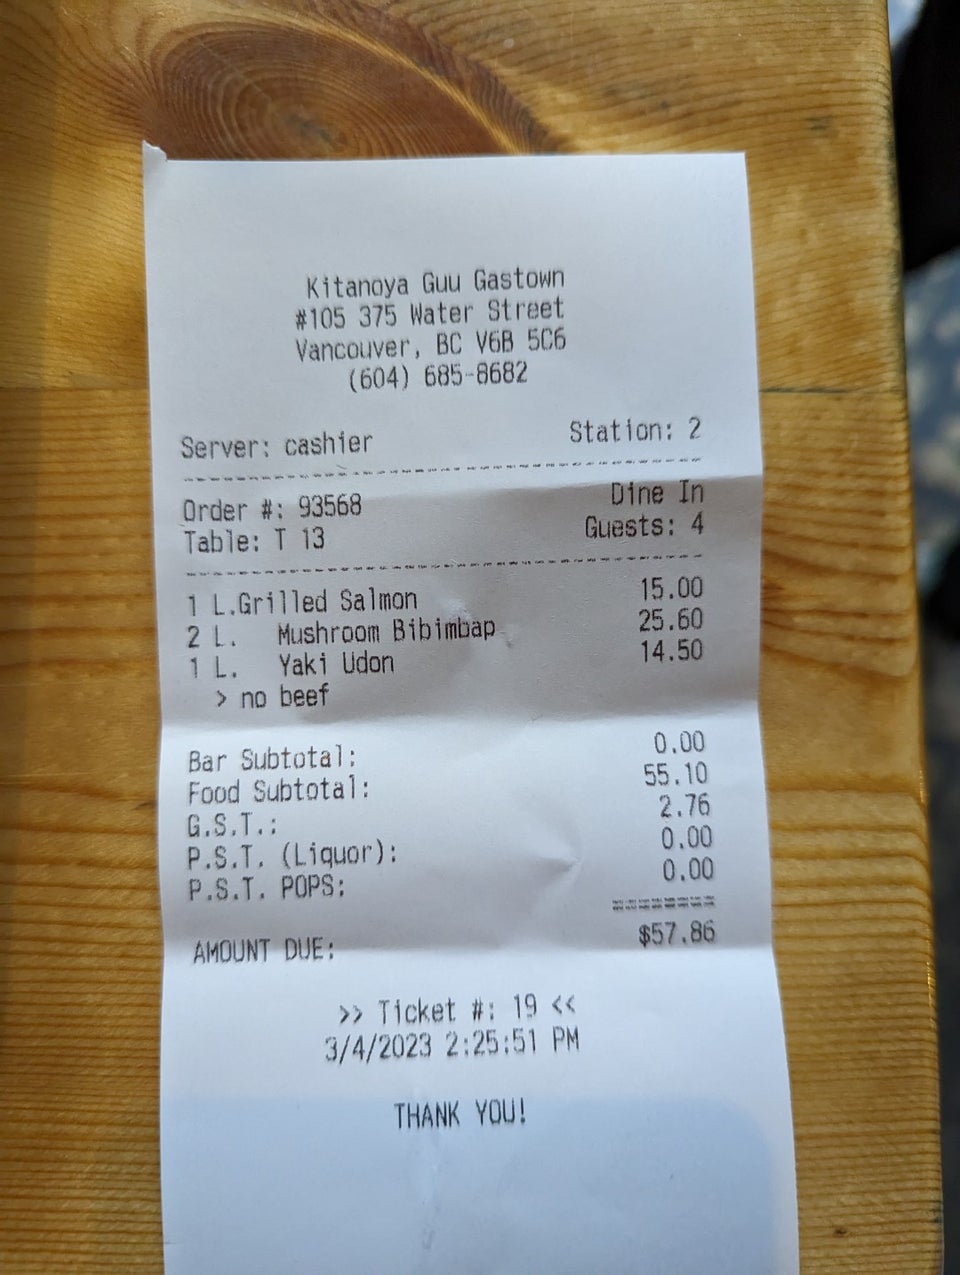 Kitanoya Guu Gastown
#105 375 Water Street
Vancouver, BC V6B 5C6
(604) 685-8682
Server: cashier Station: 2
Order #: 93568 Dine In
Table: T 13 Guests: 4
1 L.Grilled Salmon 15.00
2 L. Mushroom Bibimbap 25.60
1 L. Yaki Udon 14.50
> no beef
Bar Subtotal: 0.00
Food Subtotal: 55.10
G.S.T.: 2.76
P.S.T. (Liquor): 0.00
P.S.T. POPS: 0.00
=======
AMOUNT DUE: $57.86
>> Ticket #: 19 <<
3/4/2023 2:25:51 PM
THANK YOU!